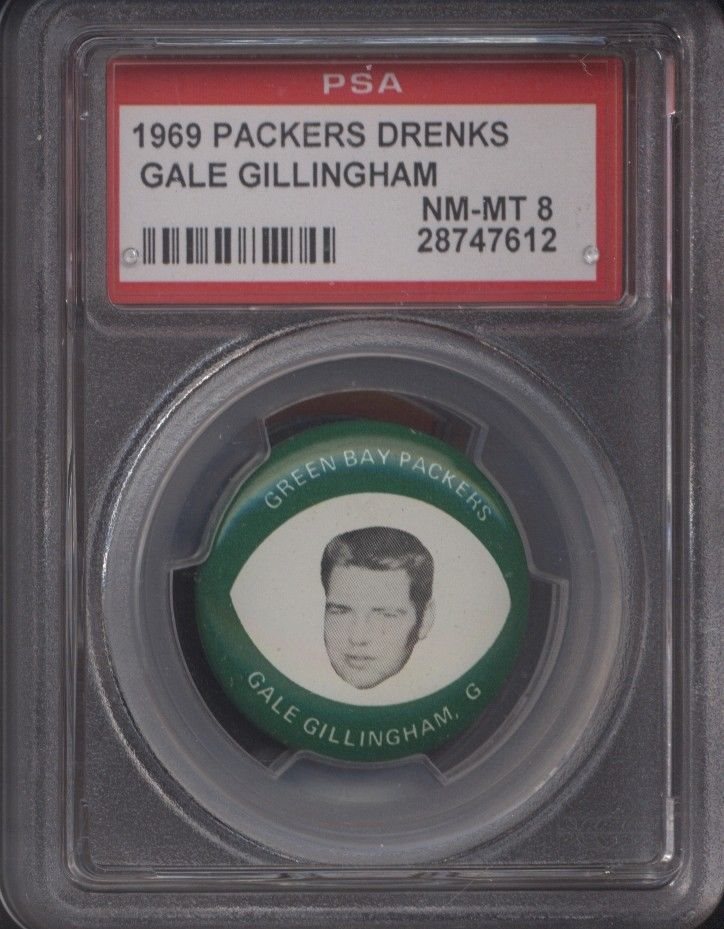 PSA
1969 PACKERS DRENKS
GALE GILLINGHAM
NM-MT 8
28747612
GREEN BAY PACKERS
GALE GILLINGHAM, G